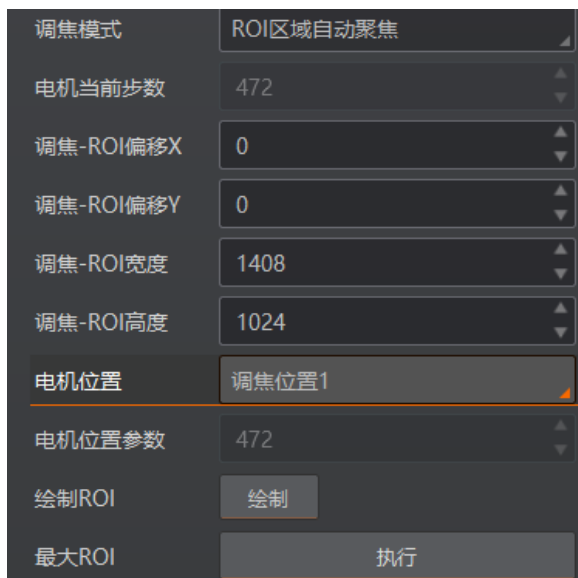 调焦模式 ROI区域自动聚焦
电机当前步数 472
调焦-ROI偏移X 0
调焦-ROI偏移Y 0
调焦-ROI宽度 1408
调焦-ROI高度 1024
电机位置 调焦位置1
电机位置参数 472
绘制ROI 绘制
最大ROI 执行